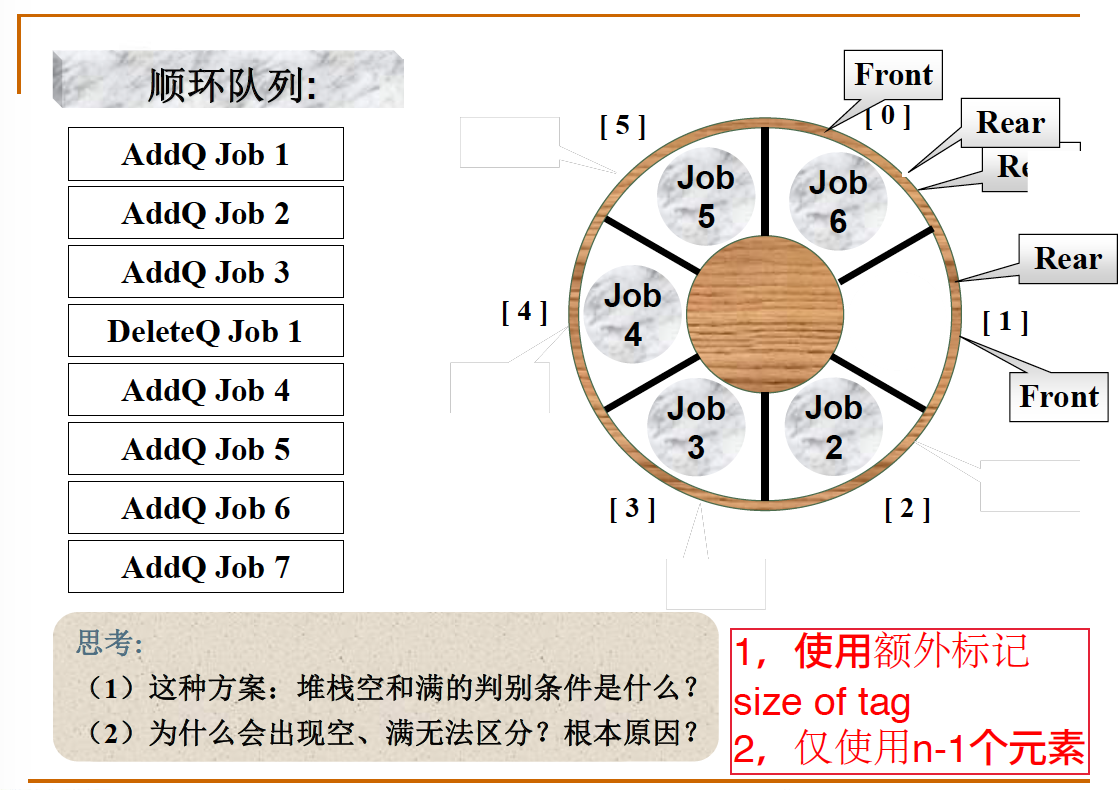 顺环队列:
AddQ Job 1
AddQ Job 2
AddQ Job 3
DeleteQ Job 1
AddQ Job 4
AddQ Job 5
AddQ Job 6
AddQ Job 7
Front
[ 0 ]
Rear
Re
Rear
[ 1 ]
Front
[ 5 ]
Job
5
Job
6
[ 4 ]
Job
4
Job
3
Job
2
[ 3 ]
[ 2 ]
思考:
（1）这种方案：堆栈空和满的判别条件是什么？
（2）为什么会出现空、满无法区分？根本原因？
1，使用额外标记
size of tag
2，仅使用n-1个元素